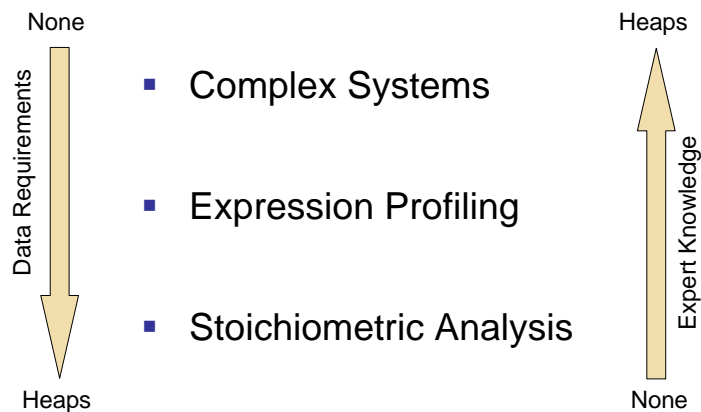 None
Heaps
Data Requirements
▪ Complex Systems
▪ Expression Profiling
▪ Stoichiometric Analysis
Expert Knowledge
Heaps
None